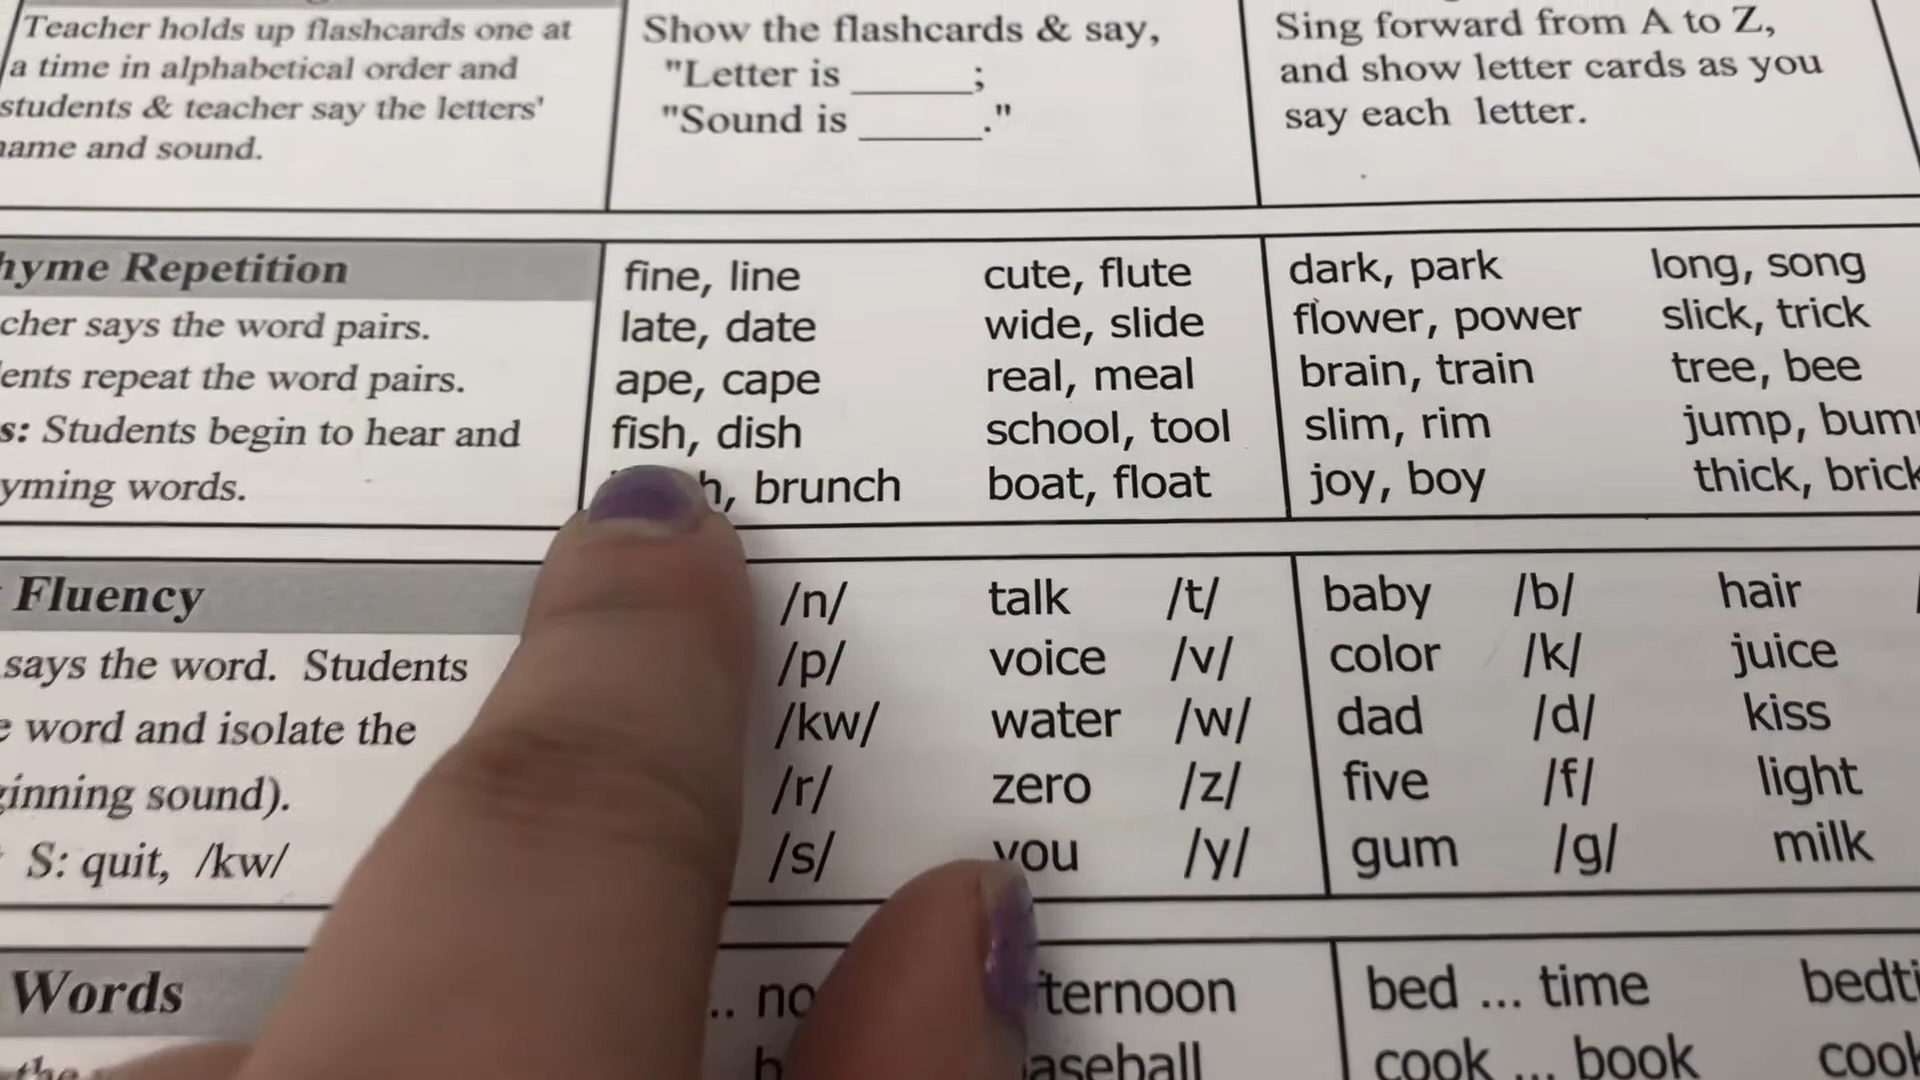 Teacher holds up flashcards one at
a time in alphabetical order and
students & teacher say the letters'
name and sound.
Show the flashcards & say,
"Letter is ______;
"Sound is ______."
Sing forward from A to Z,
and show letter cards as you
say each letter.
hyme Repetition
cher says the word pairs.
ents repeat the word pairs.
s: Students begin to hear and
yming words.
fine, line
late, date
ape, cape
fish, dish
h, brunch
cute, flute
wide, slide
real, meal
school, tool
boat, float
dark, park
flower, power
brain, train
slim, rim
joy, boy
long, song
slick, trick
tree, bee
jump, bum
thick, brick
Fluency
says the word. Students
e word and isolate the
ginning sound).
S: quit, /kw/
/n/
/p/
/kw/
/r/
/s/
talk /t/
voice /v/
water /w/
zero /z/
you /y/
baby /b/
color /k/
dad /d/
five /f/
gum /g/
hair
juice
kiss
light
milk
Words
the
.. no
ternoon
aseball
bed ... time
cook ... book
bedti
cool